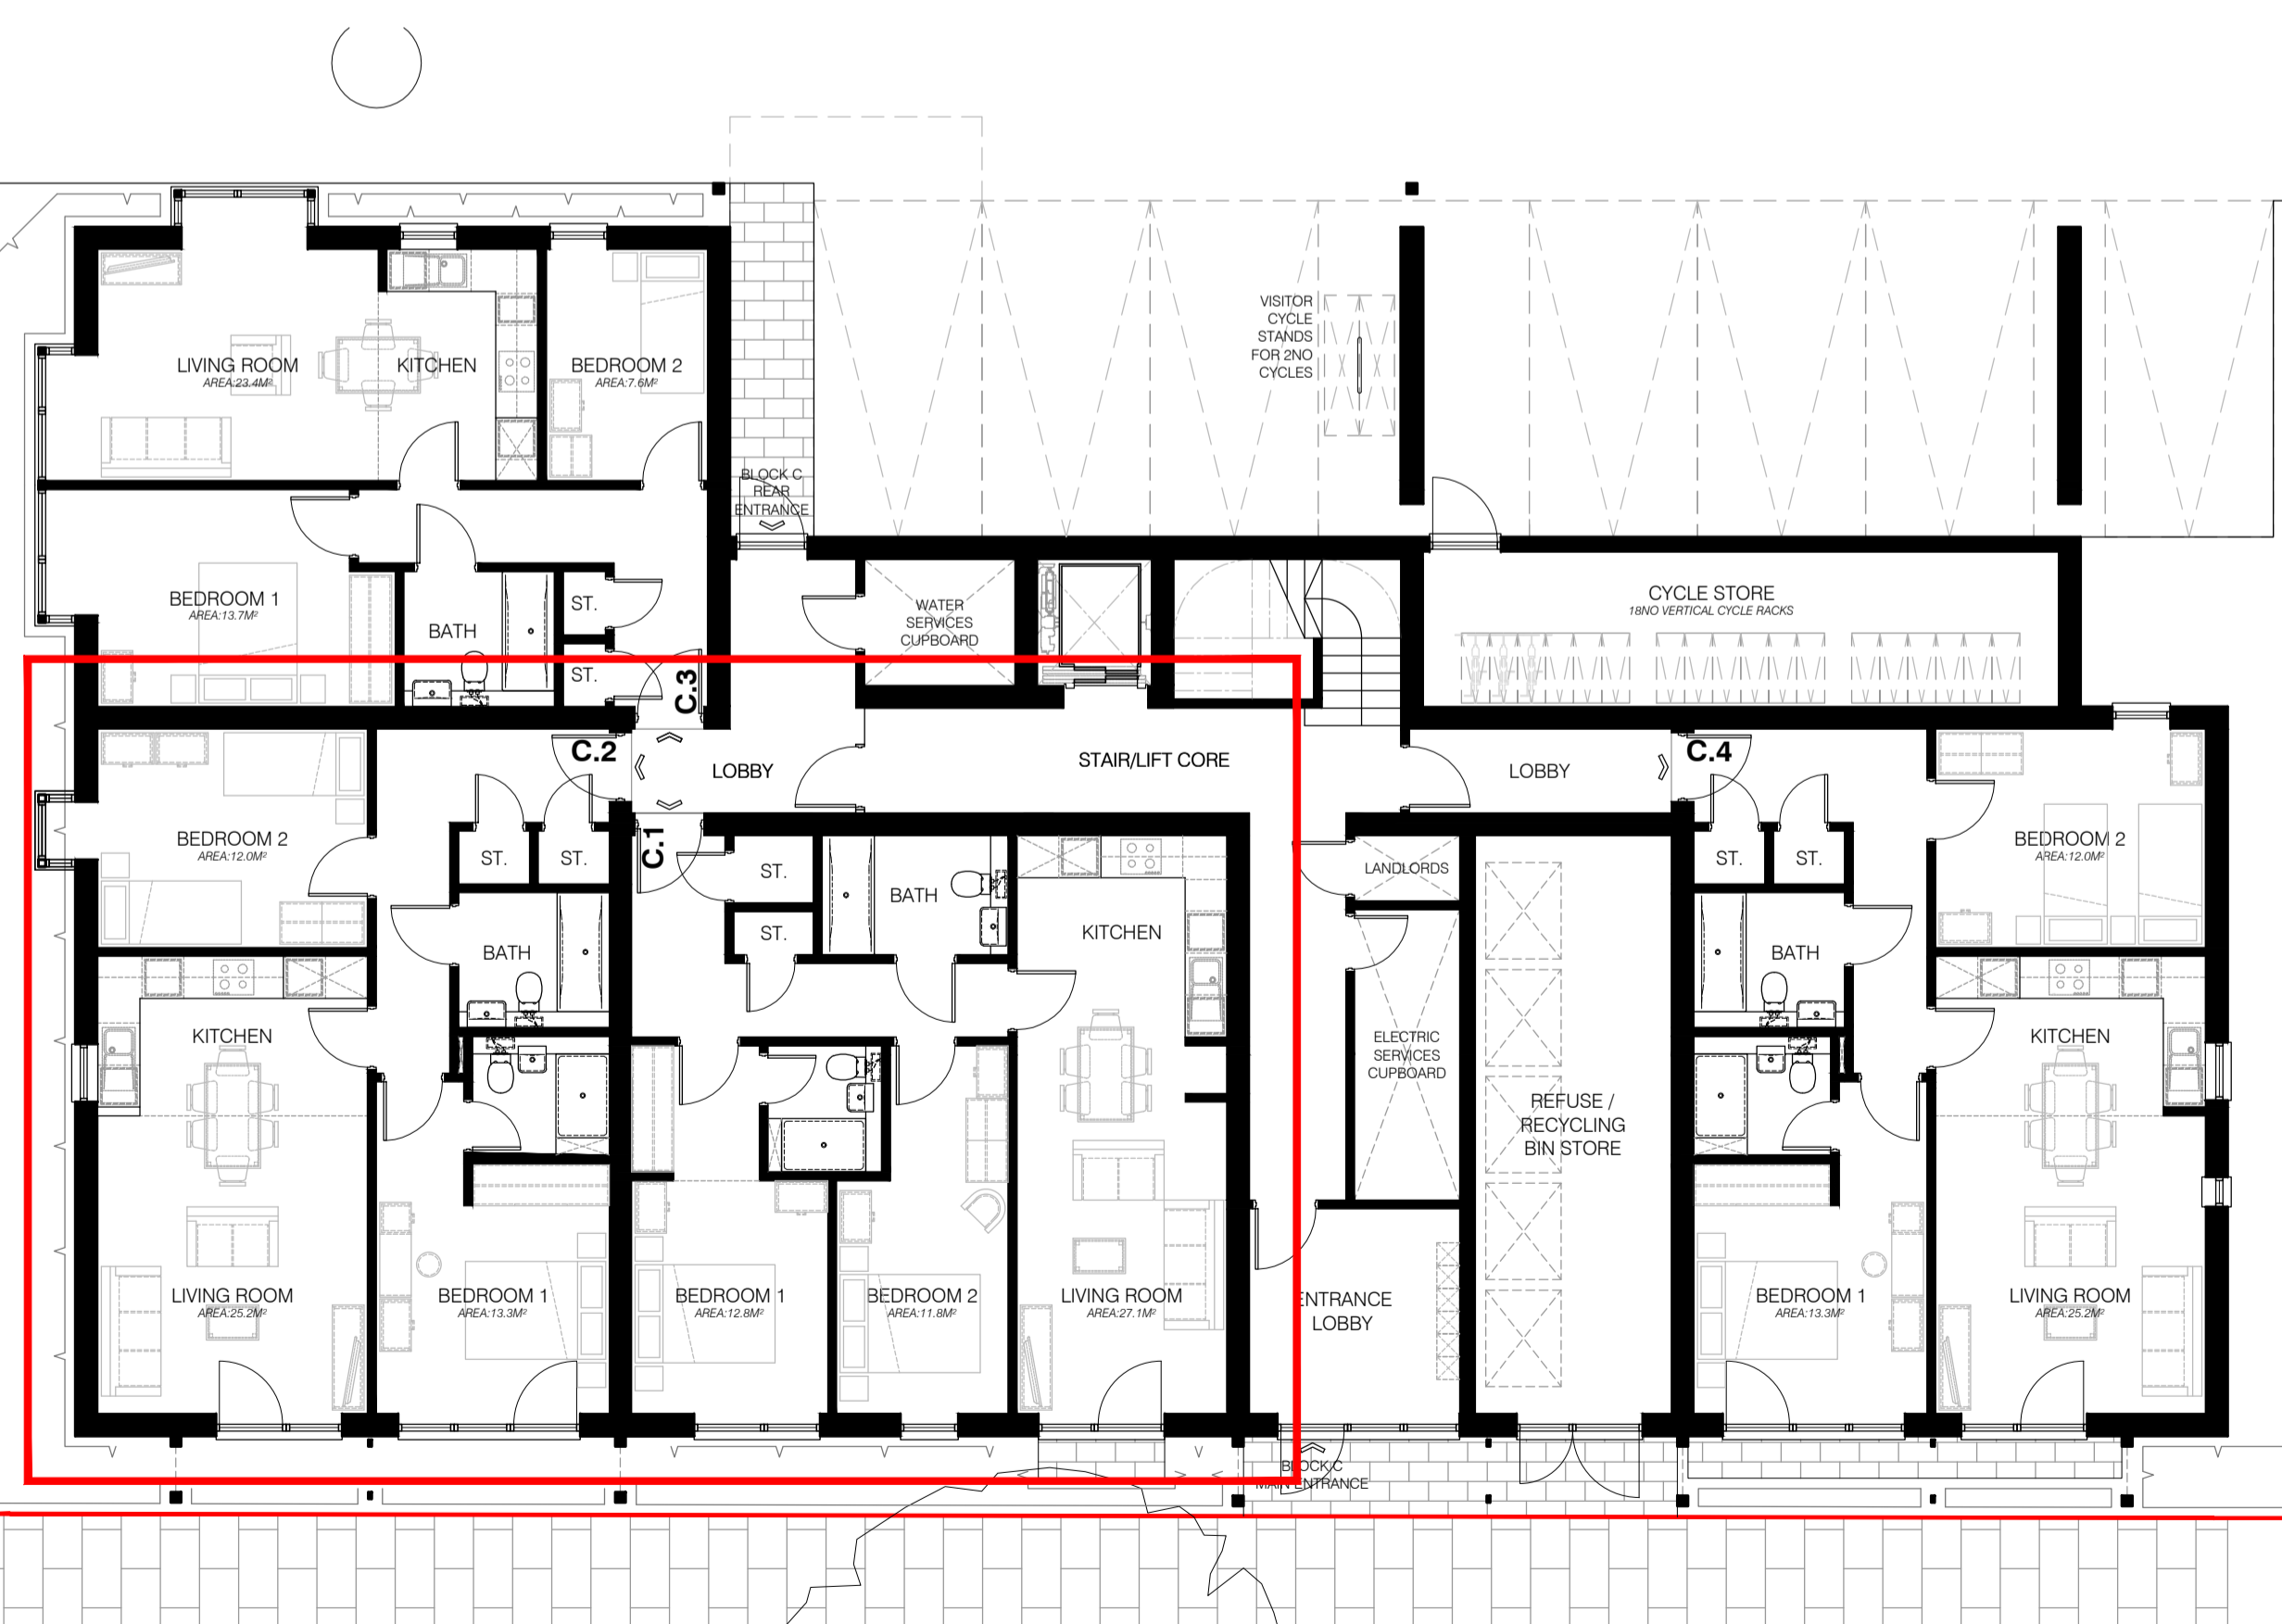 LIVING ROOM
AREA:23.4M²
KITCHEN
BEDROOM 2
AREA:7.6M²
VISITOR
CYCLE
STANDS
FOR 2NO
CYCLES
BLOCK C
REAR
ENTRANCE
BEDROOM 1
AREA:13.7M²
BATH
ST.
ST.
C.3
WATER
SERVICES
CUPBOARD
CYCLE STORE
18NO VERTICAL CYCLE RACKS
C.2
LOBBY
STAIR/LIFT CORE
LOBBY
C.4
BEDROOM 2
AREA:12.0M²
ST.
ST.
C.1
ST.
ST.
BATH
BATH
KITCHEN
LANDLORDS
ST.
ST.
BATH
BEDROOM 2
AREA:12.0M²
KITCHEN
ELECTRIC
SERVICES
CUPBOARD
REFUSE /
RECYCLING
BIN STORE
KITCHEN
LIVING ROOM
AREA:25.2M²
BEDROOM 1
AREA:13.3M²
BEDROOM 1
AREA:12.8M²
BEDROOM 2
AREA:11.8M²
LIVING ROOM
AREA:27.1M²
ENTRANCE
LOBBY
BEDROOM 1
AREA:13.3M²
LIVING ROOM
AREA:25.2M²
BLOCK C
MAIN ENTRANCE